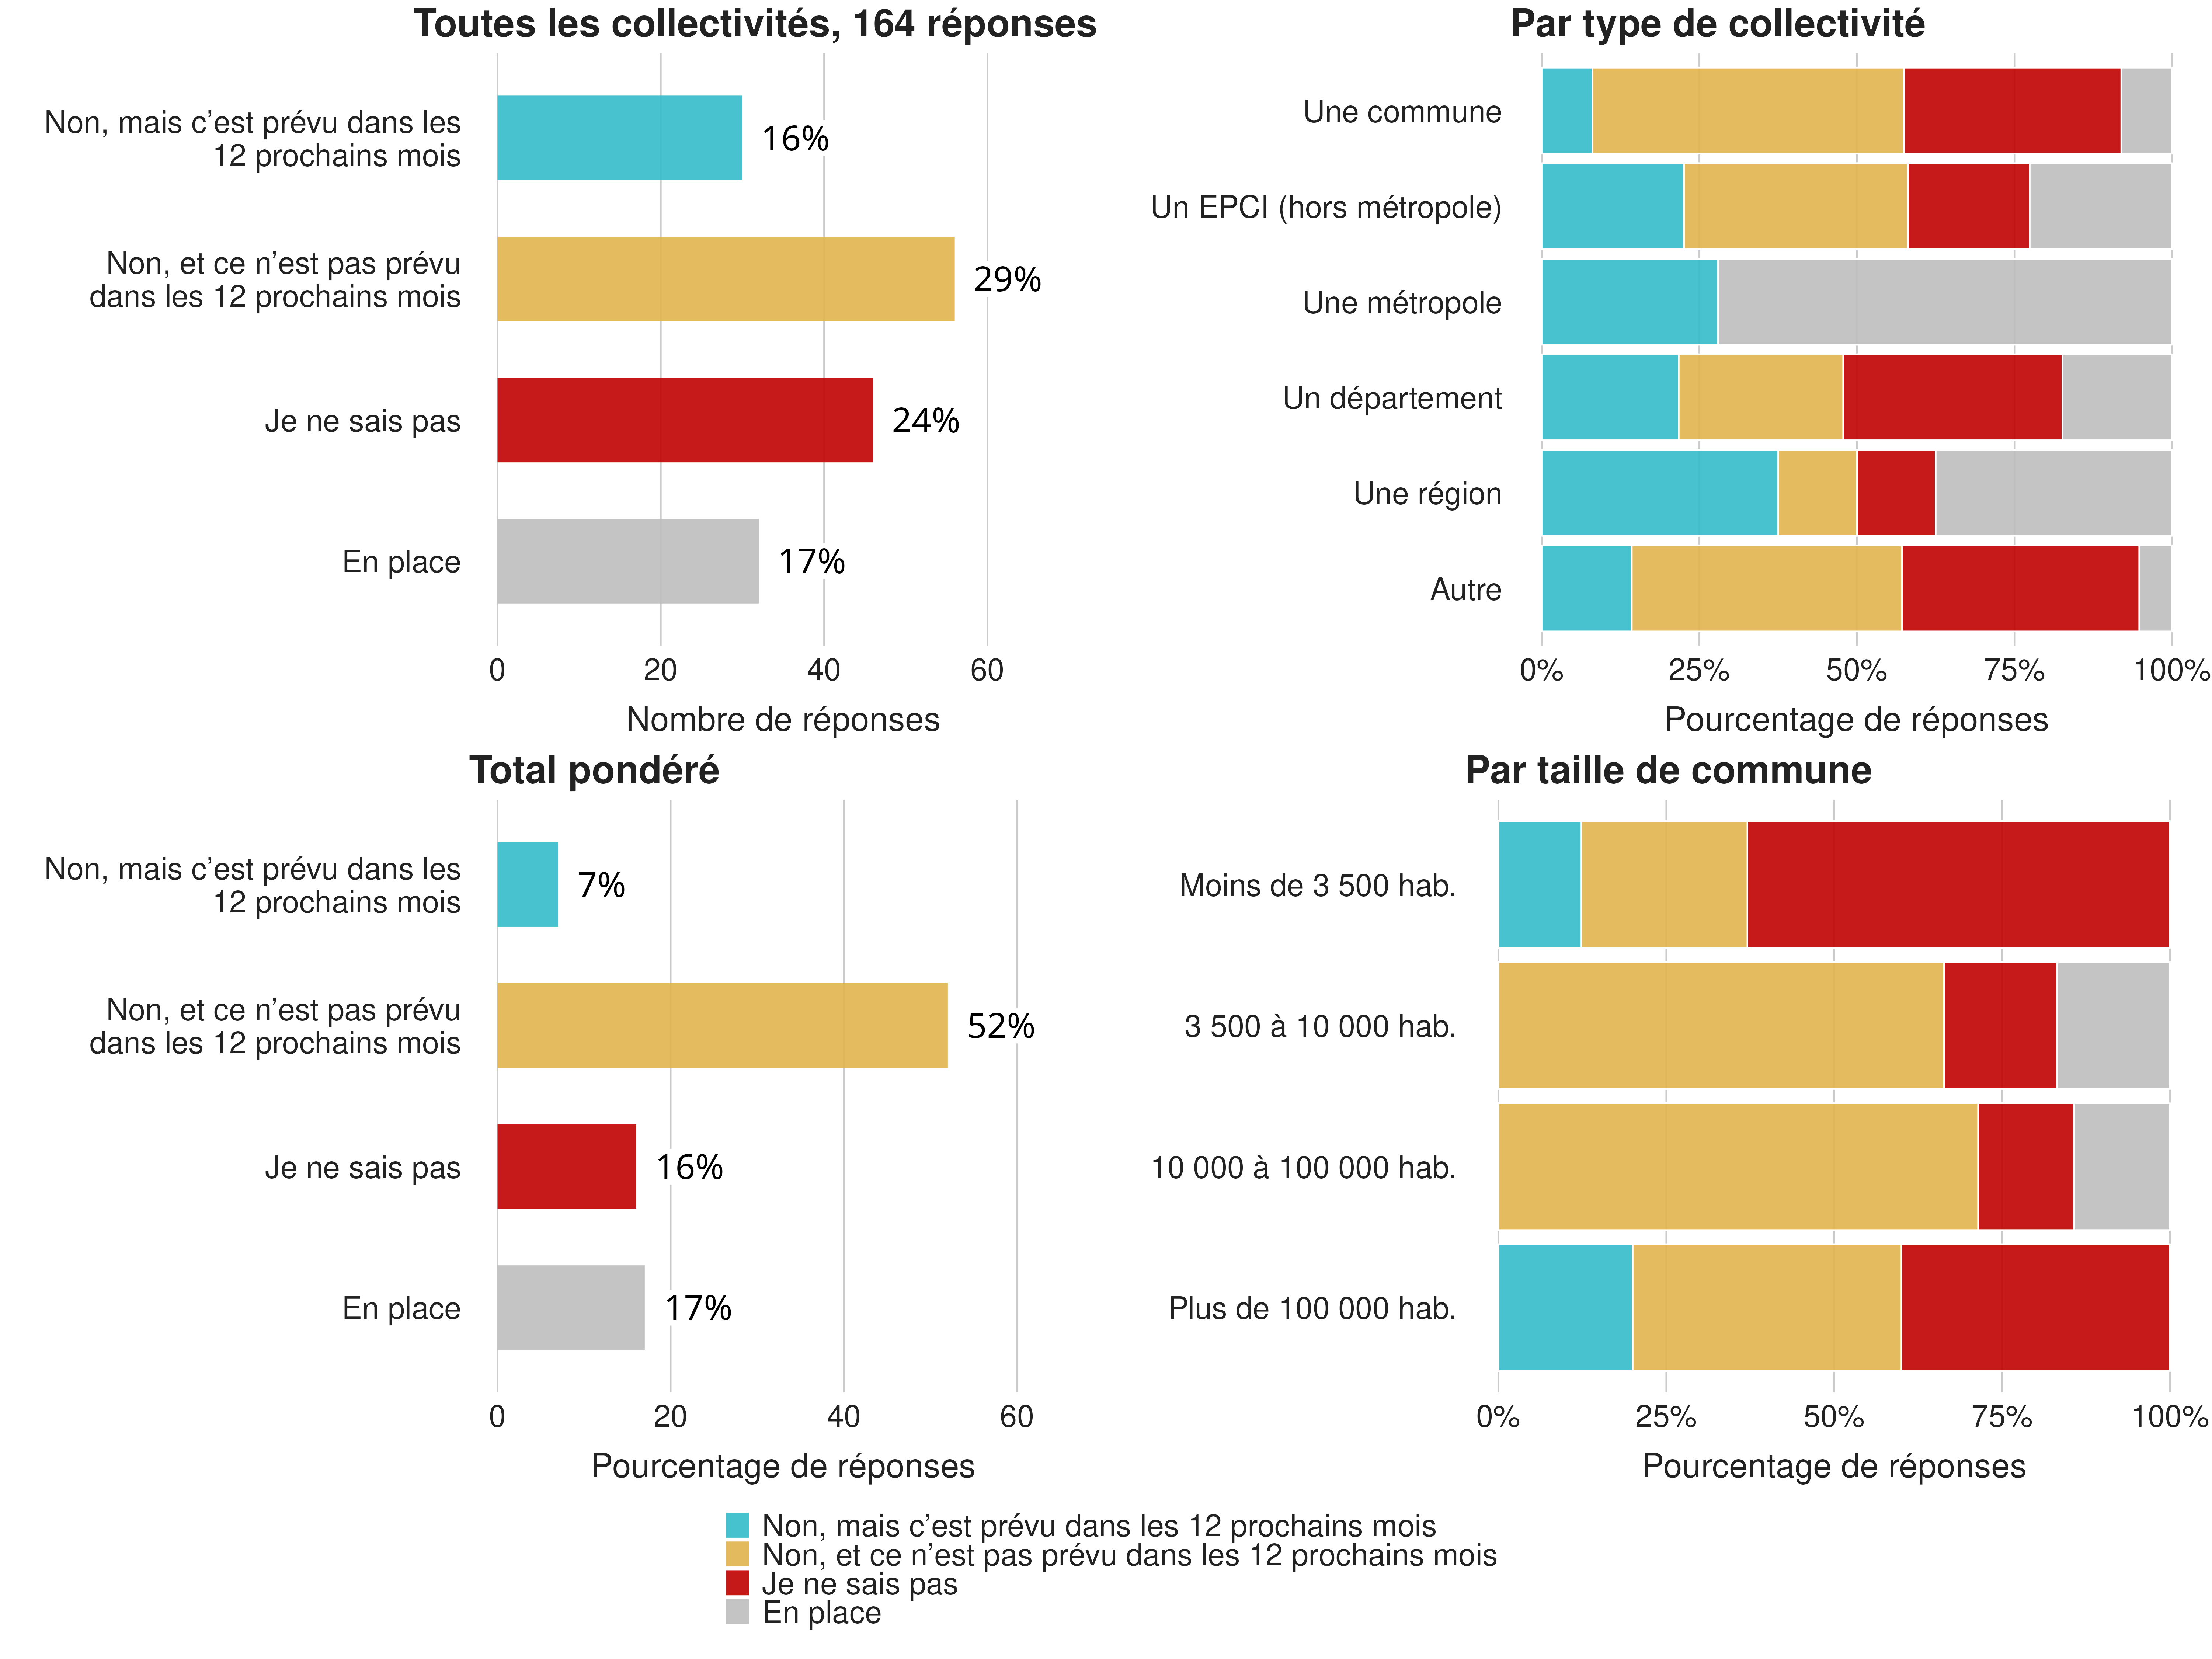 Toutes les collectivités, 164 réponses
Non, mais c’est prévu dans les
12 prochains mois
16%
Non, et ce n’est pas prévu
dans les 12 prochains mois
29%
Je ne sais pas
24%
En place
17%
0 20 40 60
Nombre de réponses
Par type de collectivité
Une commune
Un EPCI (hors métropole)
Une métropole
Un département
Une région
Autre
0% 25% 50% 75% 100%
Pourcentage de réponses
Total pondéré
Non, mais c’est prévu dans les
12 prochains mois
7%
Non, et ce n’est pas prévu
dans les 12 prochains mois
52%
Je ne sais pas
16%
En place
17%
0 20 40 60
Pourcentage de réponses
Par taille de commune
Moins de 3 500 hab.
3 500 à 10 000 hab.
10 000 à 100 000 hab.
Plus de 100 000 hab.
0% 25% 50% 75% 100%
Pourcentage de réponses
Non, mais c’est prévu dans les 12 prochains mois
Non, et ce n’est pas prévu dans les 12 prochains mois
Je ne sais pas
En place